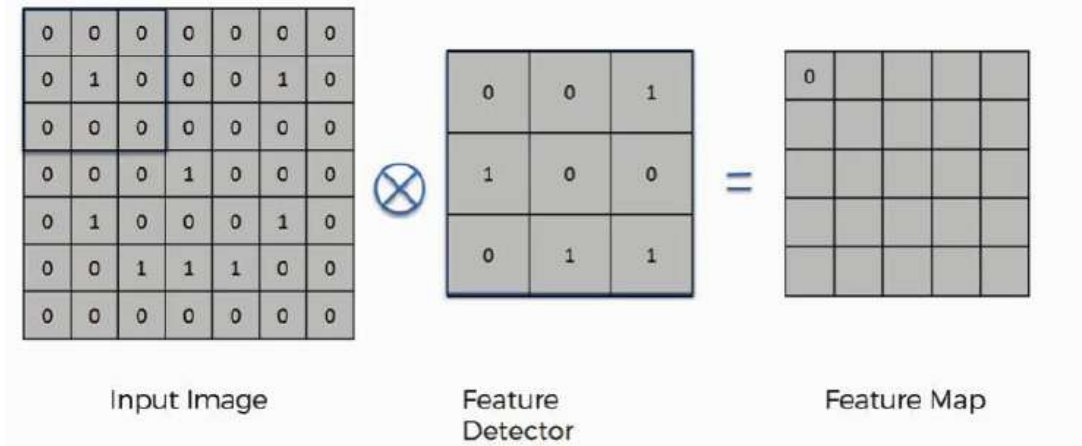 0 0 0 0 0 0 0
0 1 0 0 0 1 0
0 0 0 0 0 0 0
0 0 0 1 0 0 0
0 1 0 0 0 1 0
0 0 1 1 1 0 0
0 0 0 0 0 0 0
Input Image
0 0 1
1 0 0
0 1 1
Feature
Detector
=
0
Feature Map